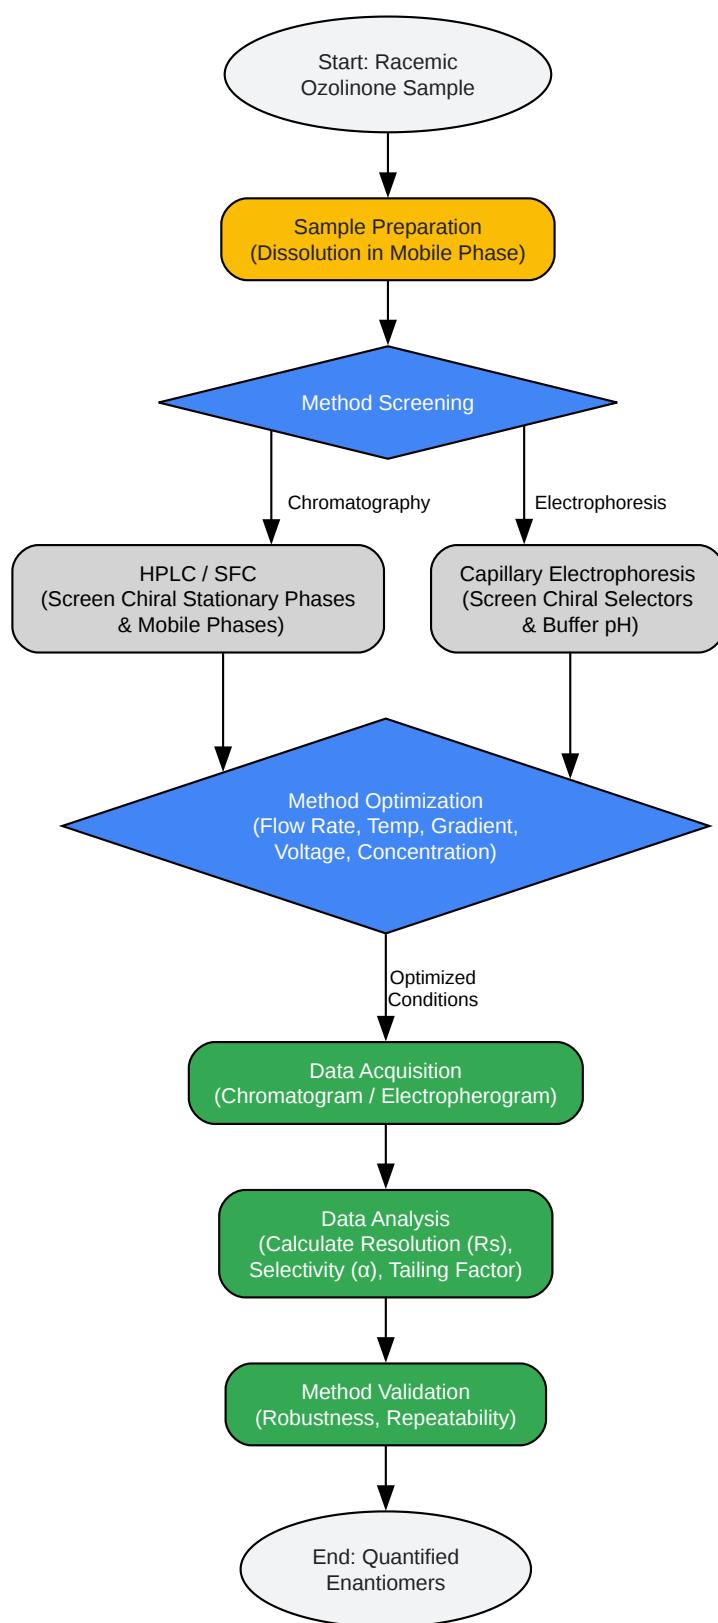 Start: Racemic
Ozolinone Sample
Sample Preparation
(Dissolution in Mobile Phase)
Method Screening
Chromatography
Electrophoresis
HPLC / SFC
(Screen Chiral Stationary Phases
& Mobile Phases)
Capillary Electrophoresis
(Screen Chiral Selectors
& Buffer pH)
Method Optimization
(Flow Rate, Temp, Gradient,
Voltage, Concentration)
Optimized
Conditions
Data Acquisition
(Chromatogram / Electropherogram)
Data Analysis
(Calculate Resolution (Rs),
Selectivity (α), Tailing Factor)
Method Validation
(Robustness, Repeatability)
End: Quantified
Enantiomers